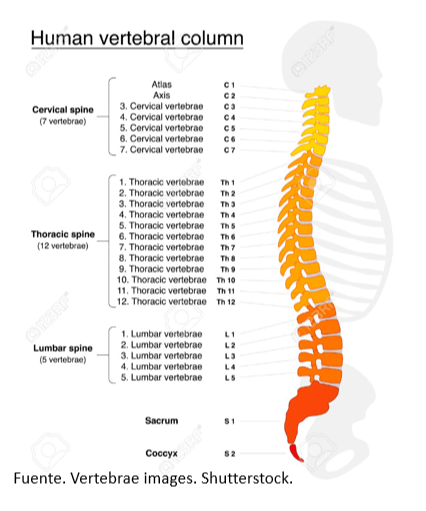 Human vertebral column
Atlas C 1
Axis C 2
Cervical spine
(7 vertebrae)
3. Cervical vertebrae C 3
4. Cervical vertebrae C 4
5. Cervical vertebrae C 5
6. Cervical vertebrae C 6
7. Cervical vertebrae C 7
Thoracic spine
(12 vertebrae)
1. Thoracic vertebrae Th 1
2. Thoracic vertebrae Th 2
3. Thoracic vertebrae Th 3
4. Thoracic vertebrae Th 4
5. Thoracic vertebrae Th 5
6. Thoracic vertebrae Th 6
7. Thoracic vertebrae Th 7
8. Thoracic vertebrae Th 8
9. Thoracic vertebrae Th 9
10. Thoracic vertebrae Th 10
11. Thoracic vertebrae Th 11
12. Thoracic vertebrae Th 12
Lumbar spine
(5 vertebrae)
1. Lumbar vertebrae L 1
2. Lumbar vertebrae L 2
3. Lumbar vertebrae L 3
4. Lumbar vertebrae L 4
5. Lumbar vertebrae L 5
Sacrum S 1
Coccyx S 2
Fuente. Vertebrae images. Shutterstock.